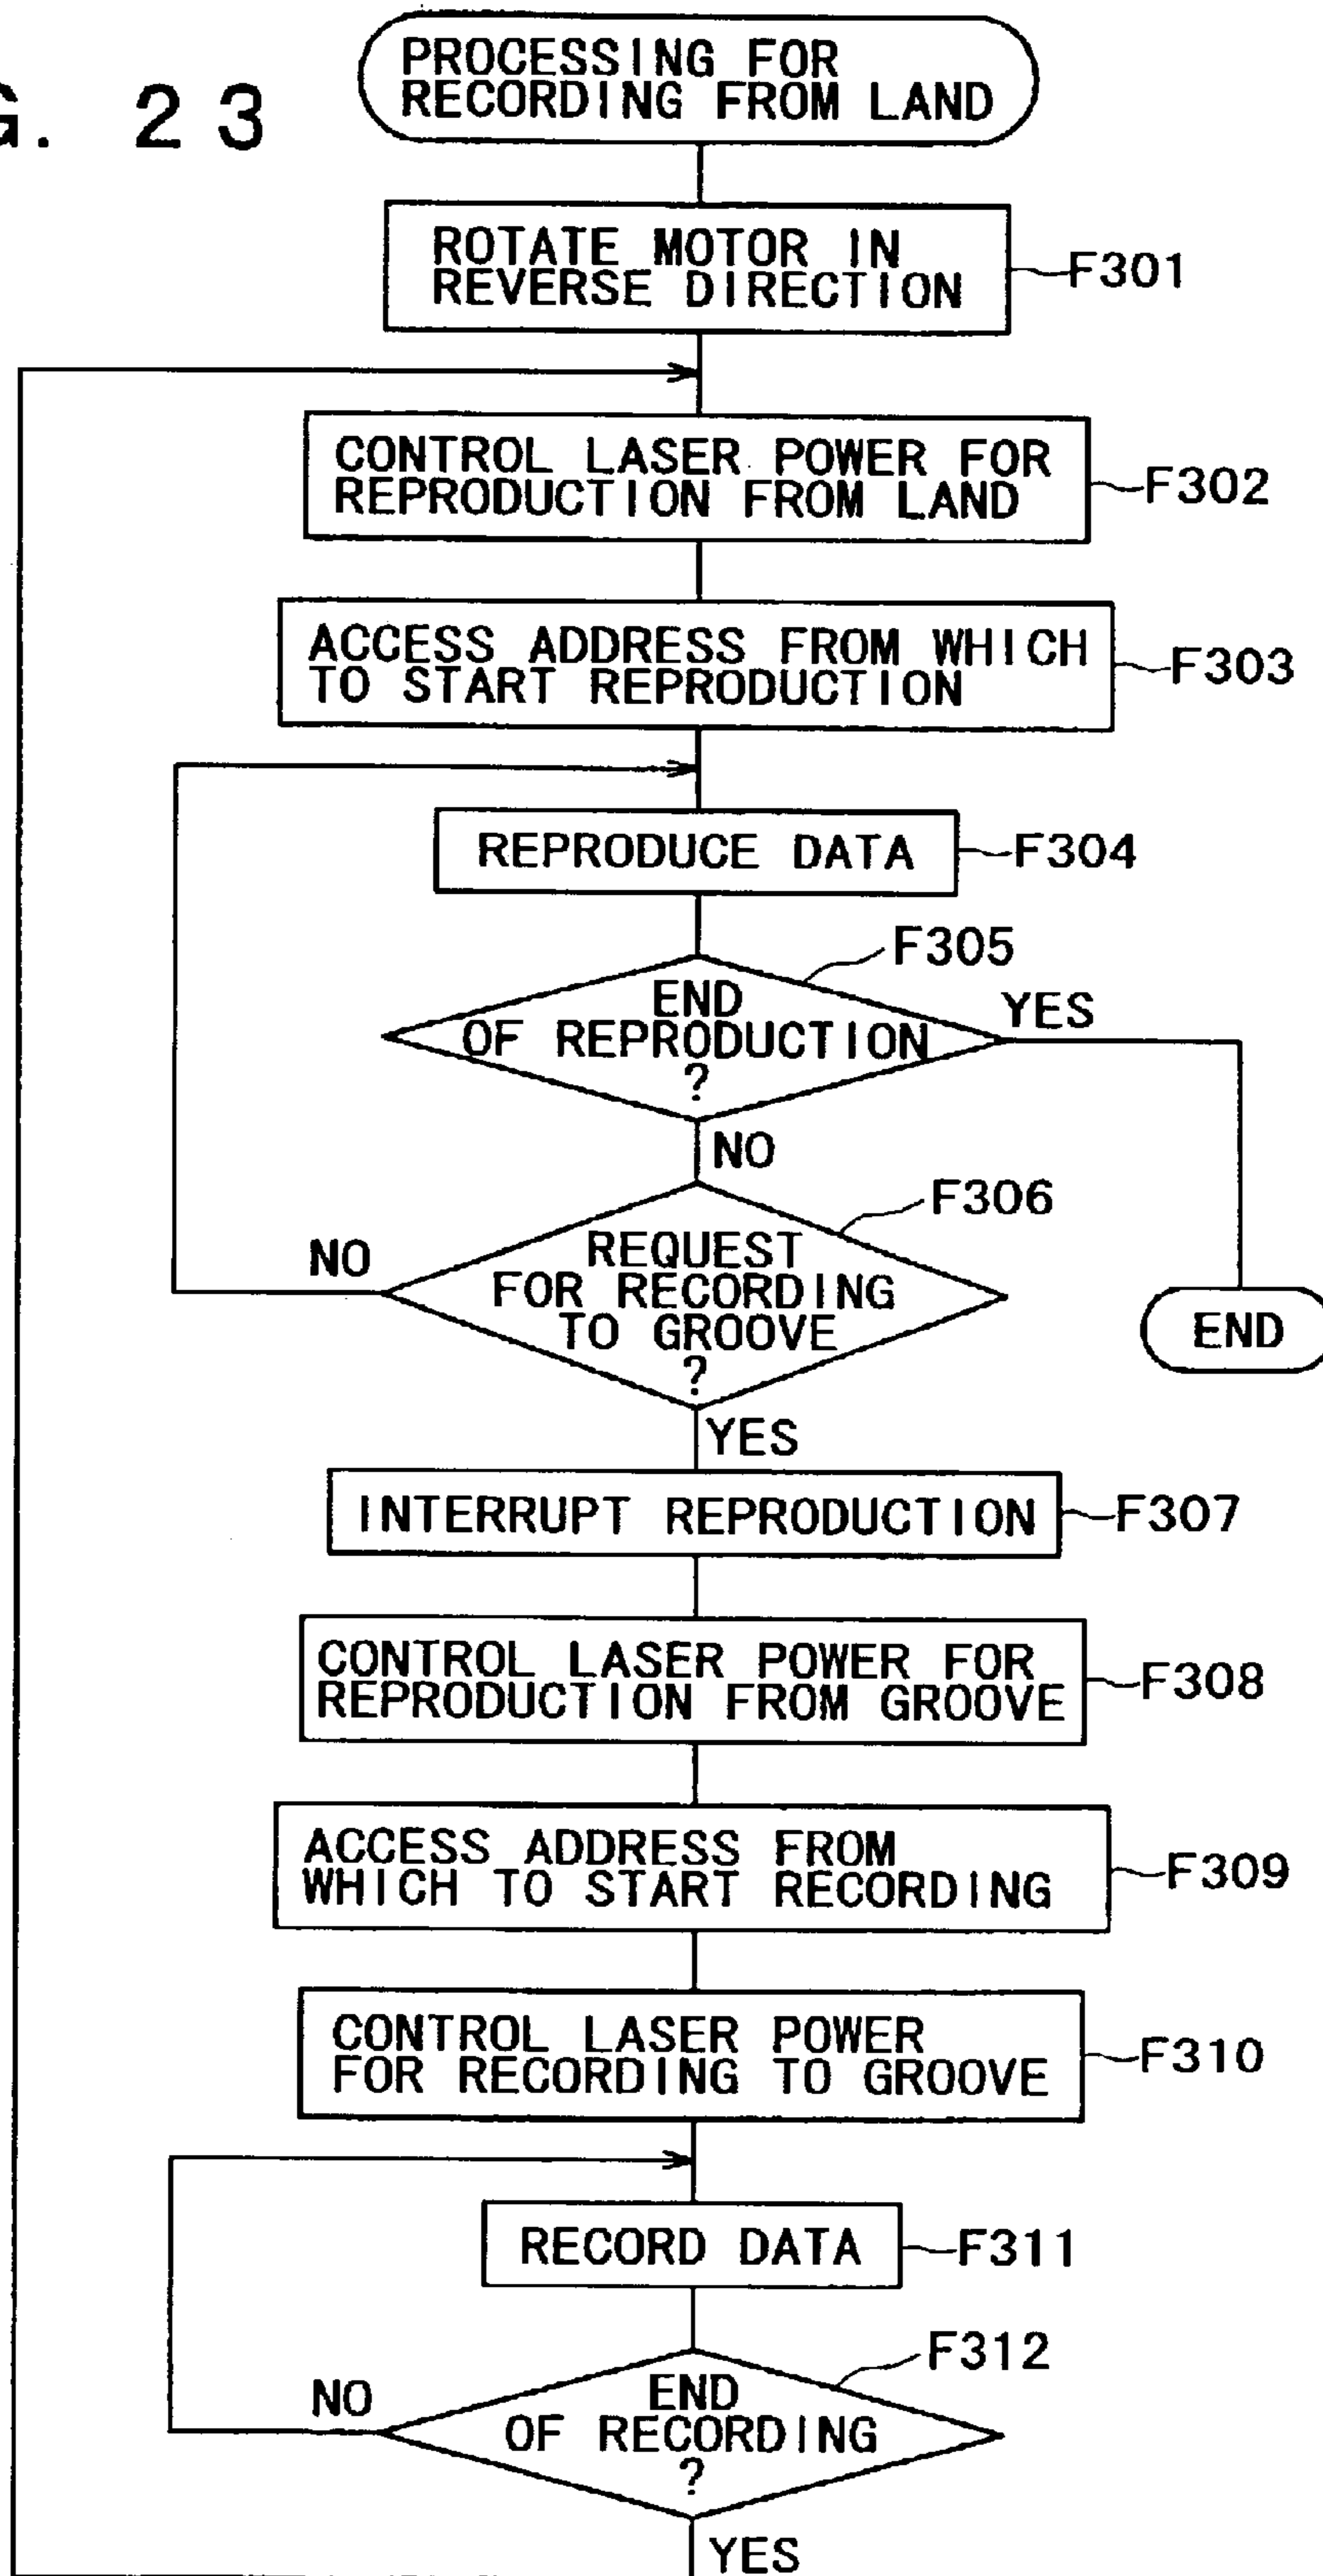 G. 23
PROCESSING FOR
RECORDING FROM LAND
ROTATE MOTOR IN
REVERSE DIRECTION
F301
CONTROL LASER POWER FOR
REPRODUCTION FROM LAND
F302
ACCESS ADDRESS FROM WHICH
TO START REPRODUCTION
F303
REPRODUCE DATA
F304
F305
END
OF REPRODUCTION
?
YES
NO
F306
REQUEST
FOR RECORDING
TO GROOVE
?
NO
END
YES
INTERRUPT REPRODUCTION
F307
CONTROL LASER POWER FOR
REPRODUCTION FROM GROOVE
F308
ACCESS ADDRESS FROM
WHICH TO START RECORDING
F309
CONTROL LASER POWER
FOR RECORDING TO GROOVE
F310
RECORD DATA
F311
F312
END
OF RECORDING
?
NO
YES